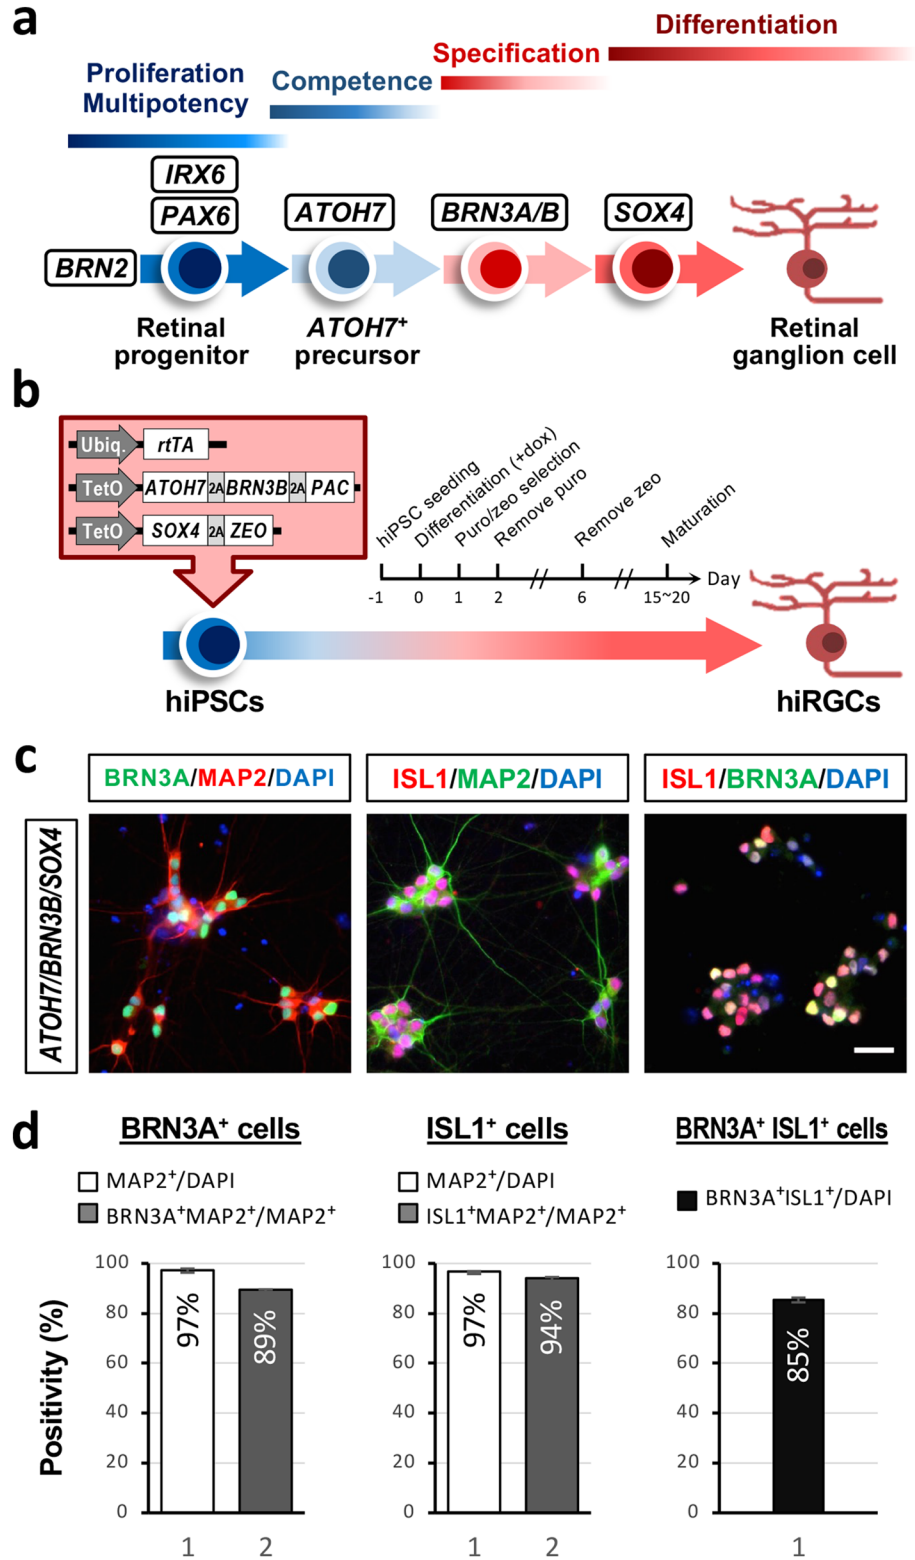 a
Differentiation
Specification
Competence
Proliferation
Multipotency
IRX6
PAX6
ATOH7
BRN3A/B
SOX4
BRN2
Retinal
progenitor
ATOH7+
precursor
Retinal
ganglion cell
b
Ubiq. rtTA
TetO ATOH7 2A BRN3B 2A PAC
TetO SOX4 2A ZEO
hiPSC seeding
Differentiation (+dox)
Puro/zeo selection
Remove puro
Remove zeo
Maturation
Day
-1 0 1 2 6 15~20
hiPSCs
hiRGCs
c
BRN3A/MAP2/DAPI
ISL1/MAP2/DAPI
ISL1/BRN3A/DAPI
ATOH7/BRN3B/SOX4
d
BRN3A+ cells
MAP2+/DAPI
BRN3A+MAP2+/MAP2+
Positivity (%)
100
80
60
40
20
0
97%
89%
1 2
ISL1+ cells
MAP2+/DAPI
ISL1+MAP2+/MAP2+
100
80
60
40
20
0
97%
94%
1 2
BRN3A+ ISL1+ cells
BRN3A+ISL1+/DAPI
100
80
60
40
20
0
85%
1